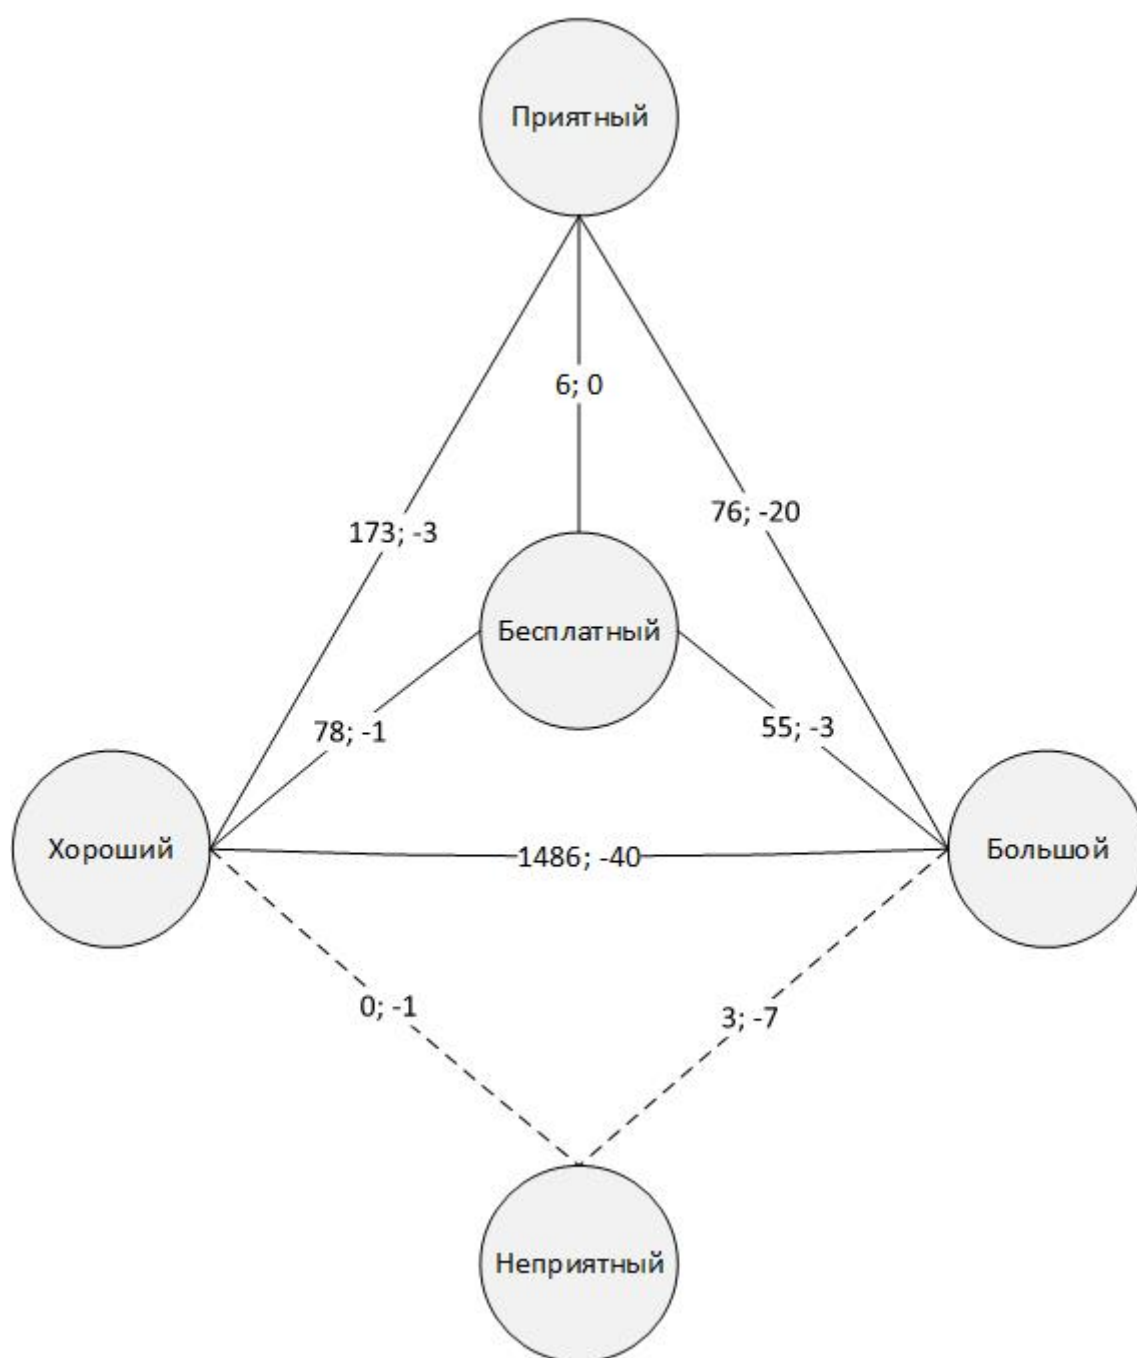 Приятный
6; 0
76; -20
173; -3
Бесплатный
55; -3
78; -1
Хороший
1486; -40
Большой
0; -1
3; -7
Неприятный